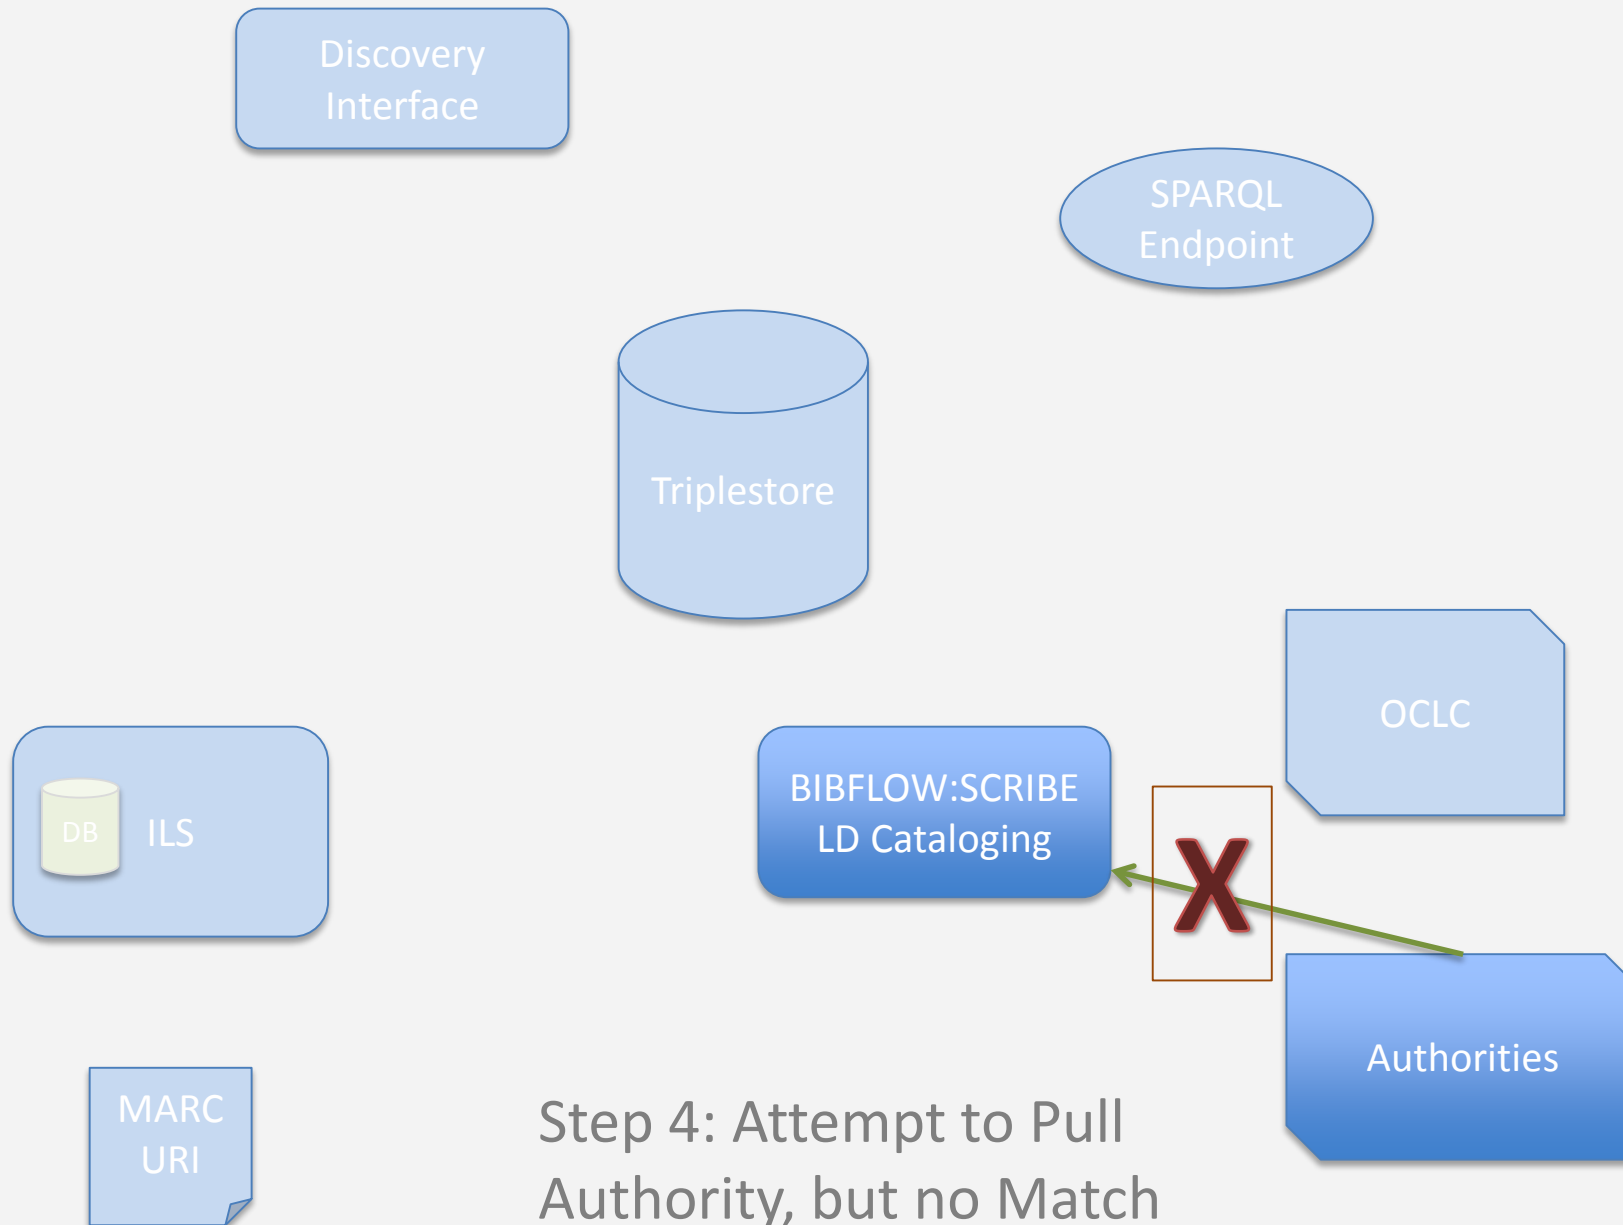 Discovery
Interface
SPARQL
Endpoint
Triplestore
OCLC
BIBFLOW:SCRIBE
LD Cataloging
DB
ILS
X
Authorities
MARC
URI
Step 4: Attempt to Pull
Authority, but no Match